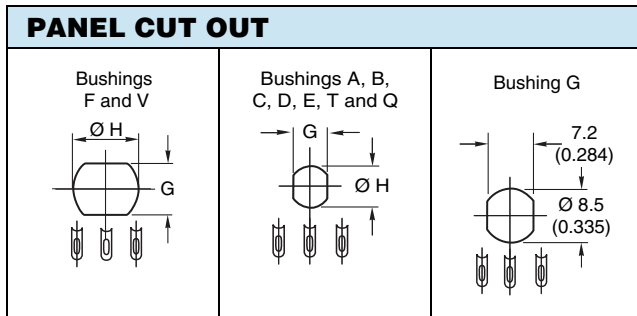 PANEL CUT OUT
Bushings
F and V
Ø H
G
Bushings A, B,
C, D, E, T and Q
G
Ø H
Bushing G
7.2
(0.284)
Ø 8.5
(0.335)